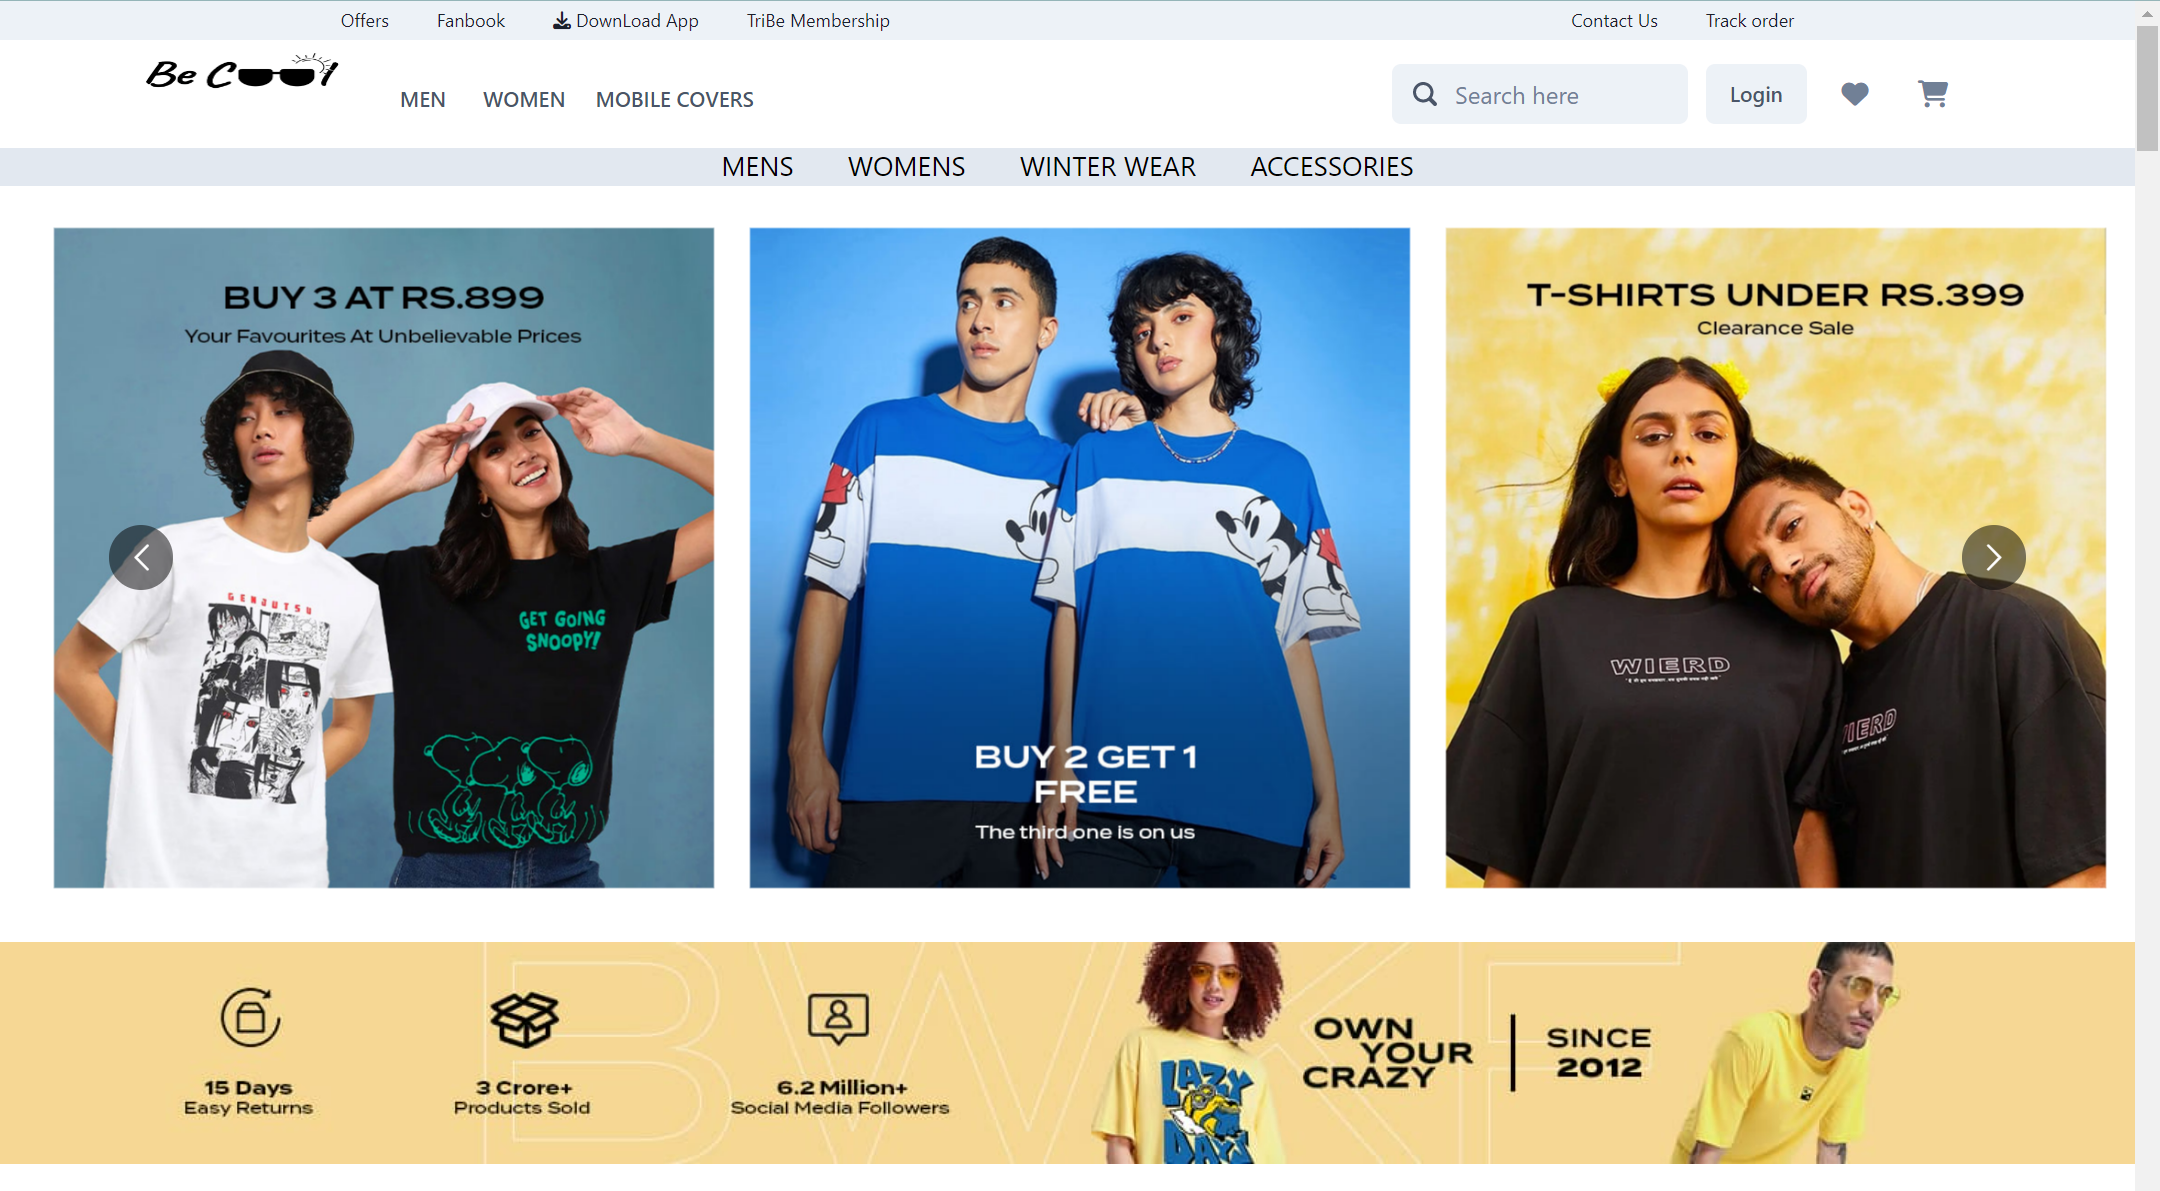 Offers Fanbook DownLoad App TriBe Membership Contact Us Track order
Be Cool
MEN WOMEN MOBILE COVERS
Search here
Login
MENS WOMENS WINTER WEAR ACCESSORIES
BUY 3 AT RS.899
Your Favourites At Unbelievable Prices
GENJUTSU
GET GOING
SNOOPY!
BUY 2 GET 1
FREE
The third one is on us
T-SHIRTS UNDER RS.399
Clearance Sale
WIERD
WIERD
15 Days
Easy Returns
3 Crore+
Products Sold
6.2 Million+
Social Media Followers
LAZY
DAYS
OWN
YOUR
CRAZY
SINCE
2012
BWKF